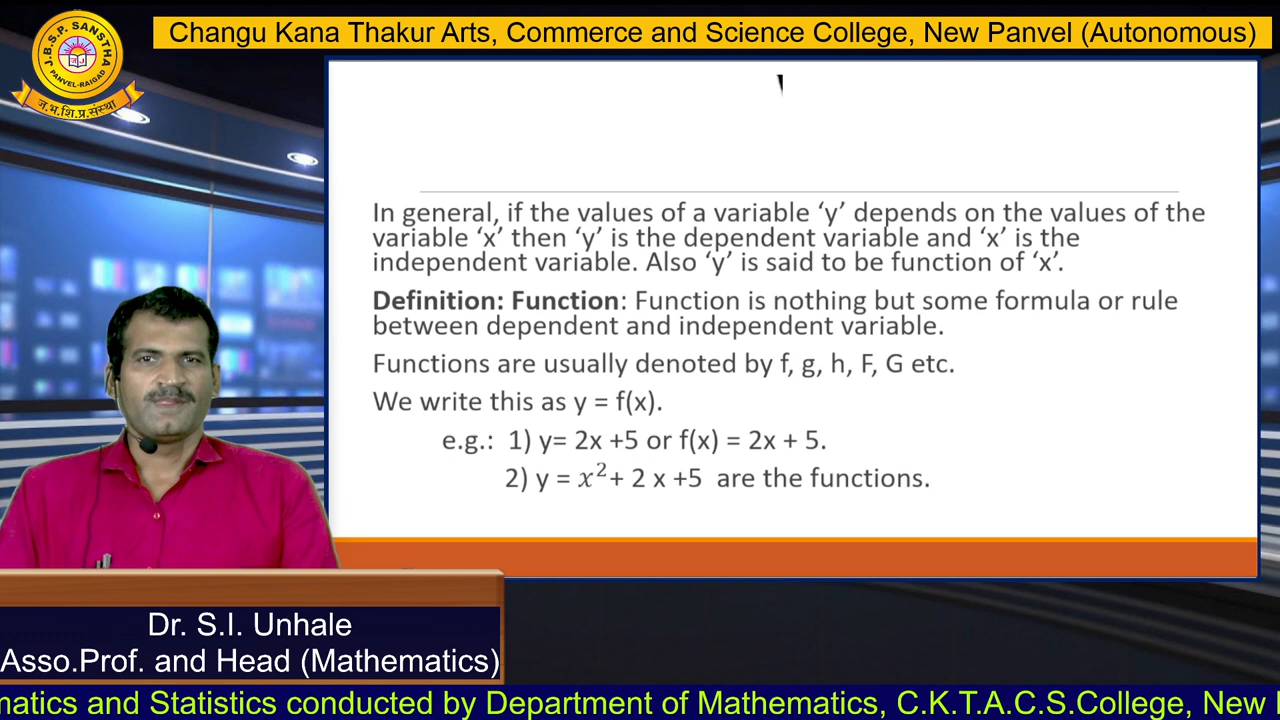 Changu Kana Thakur Arts, Commerce and Science College, New Panvel (Autonomous)
J.B.S.P. SANSTHA
PANVEL-RAIGAD
ज.भ.शि.प्र.संस्था
In general, if the values of a variable ‘y’ depends on the values of the
variable ‘x’ then ‘y’ is the dependent variable and ‘x’ is the
independent variable. Also ‘y’ is said to be function of ‘x’.
Definition: Function: Function is nothing but some formula or rule
between dependent and independent variable.
Functions are usually denoted by f, g, h, F, G etc.
We write this as y = f(x).
e.g.: 1) y= 2x +5 or f(x) = 2x + 5.
2) y = x²+ 2 x +5 are the functions.
Dr. S.I. Unhale
Asso.Prof. and Head (Mathematics)
matics and Statistics conducted by Department of Mathematics, C.K.T.A.C.S.College, New